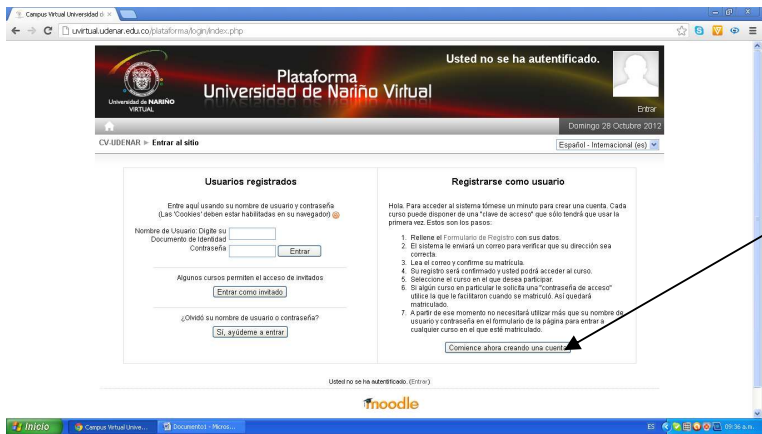 Campus Virtual Universidad d
uvirtual.udenar.edu.co/plataforma/login/index.php
Usted no se ha autentificado.
Plataforma
Universidad de Nariño Virtual
Universidad de NARIÑO
VIRTUAL
Entrar
Domingo 28 Octubre 2012
CV-UDENAR ► Entrar al sitio
Español - Internacional (es)
Usuarios registrados
Entre aquí usando su nombre de usuario y contraseña
(Las 'Cookies' deben estar habilitadas en su navegador)
Nombre de Usuario: Digite su
Documento de Identidad
Contraseña
Entrar
Algunos cursos permiten el acceso de invitados
Entrar como invitado
¿Olvidó su nombre de usuario o contraseña?
Sí, ayúdeme a entrar
Registrarse como usuario
Hola. Para acceder al sistema tómese un minuto para crear una cuenta. Cada
curso puede disponer de una "clave de acceso" que sólo tendrá que usar la
primera vez. Estos son los pasos:
1. Rellene el Formulario de Registro con sus datos.
2. El sistema le enviará un correo para verificar que su dirección sea
correcta.
3. Lea el correo y confirme su matrícula.
4. Su registro será confirmado y usted podrá acceder al curso.
5. Seleccione el curso en el que desea participar.
6. Si algún curso en particular le solicita una "contraseña de acceso"
utilice la que le facilitaron cuando se matriculó. Así quedará
matriculado.
7. A partir de ese momento no necesitará utilizar más que su nombre de
usuario y contraseña en el formulario de la página para entrar a
cualquier curso en el que esté matriculado.
Comience ahora creando una cuenta
Usted no se ha autentificado. (Entrar)
moodle
Inicio
Campus Virtual Unive...
Documento1 - Micros...
ES
09:36 a.m.